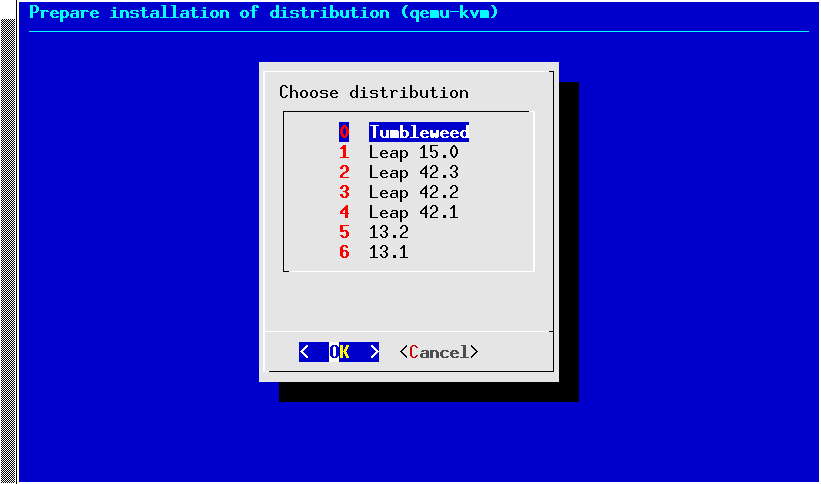 Prepare installation of distribution (qemu-kvm)
Choose distribution
0 Tumbleweed
1 Leap 15.0
2 Leap 42.3
3 Leap 42.2
4 Leap 42.1
5 13.2
6 13.1
< OK > <Cancel>